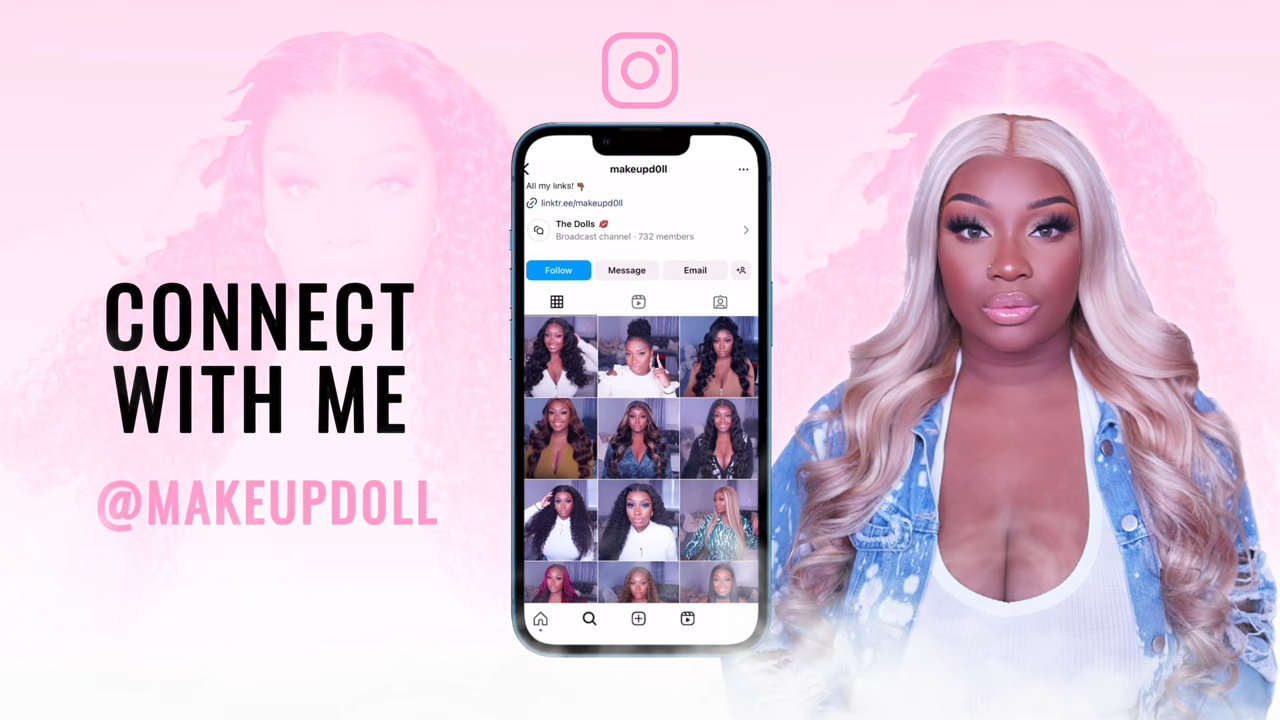 CONNECT
WITH ME
@MAKEUPDOLL
makeupd0ll
All my links! 👎🏾
linktr.ee/makeupd0ll
The Dolls 💋
Broadcast channel · 732 members
Follow
Message
Email